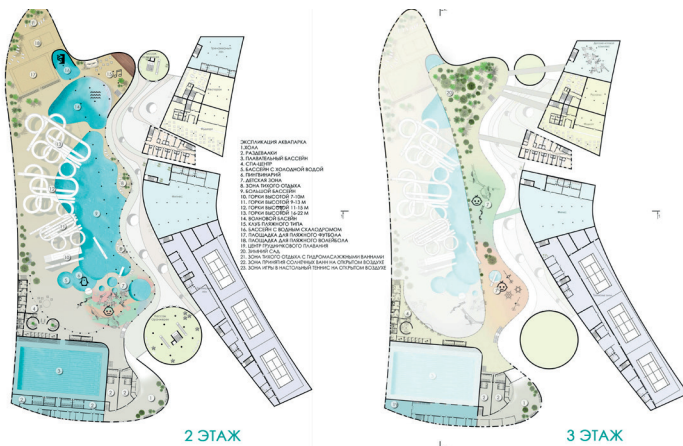 ЭКСПЛИКАЦИЯ АКВАПАРКА
1. ХОЛЛ
2. РАЗДЕВАЛКИ
3. ПЛАВАТЕЛЬНЫЙ БАССЕЙН
4. СПА-ЦЕНТР
5. БАССЕЙН С ХОЛОДНОЙ ВОДОЙ
6. ПИНГВИНАРИЙ
7. ДЕТСКАЯ ЗОНА
8. ЗОНА ТИХОГО ОТДЫХА
9. БОЛЬШОЙ БАССЕЙН
10. ГОРКИ ВЫСОТОЙ 7-10М
11. ГОРКИ ВЫСОТОЙ 9-13 М
12. ГОРКИ ВЫСОТОЙ 11-15 М
13. ГОРКИ ВЫСОТОЙ 16-22 М
14. ВОЛНОВОЙ БАСЕЙН
15. КЛУБ ПЛЯЖНОГО ТИПА
16. БАССЕЙН С ВОДНЫМ СКАЛОДРОМОМ
17. ПЛОЩАДКА ДЛЯ ПЛЯЖНОГО ФУТБОЛА
18. ПЛОЩАДКА ДЛЯ ПЛЯЖНОГО ВОЛЕЙБОЛА
19. ЦЕНТР ГРУДНИЧКОВОГО ПЛАВАНИЯ
20. ЗИМНИЙ САД
21. ЗОНА ТИХОГО ОТДЫХА С ГИДРОМАССАЖНЫМИ ВАННАМИ
22. ЗОНА ПРИНЯТИЯ СОЛНЕЧНЫХ ВАНН НА ОТКРЫТОМ ВОЗДУХЕ
23. ЗОНА ИГРЫ В НАСТОЛЬНЫЙ ТЕННИС НА ОТКРЫТОМ ВОЗДУХЕ
2 ЭТАЖ
3 ЭТАЖ